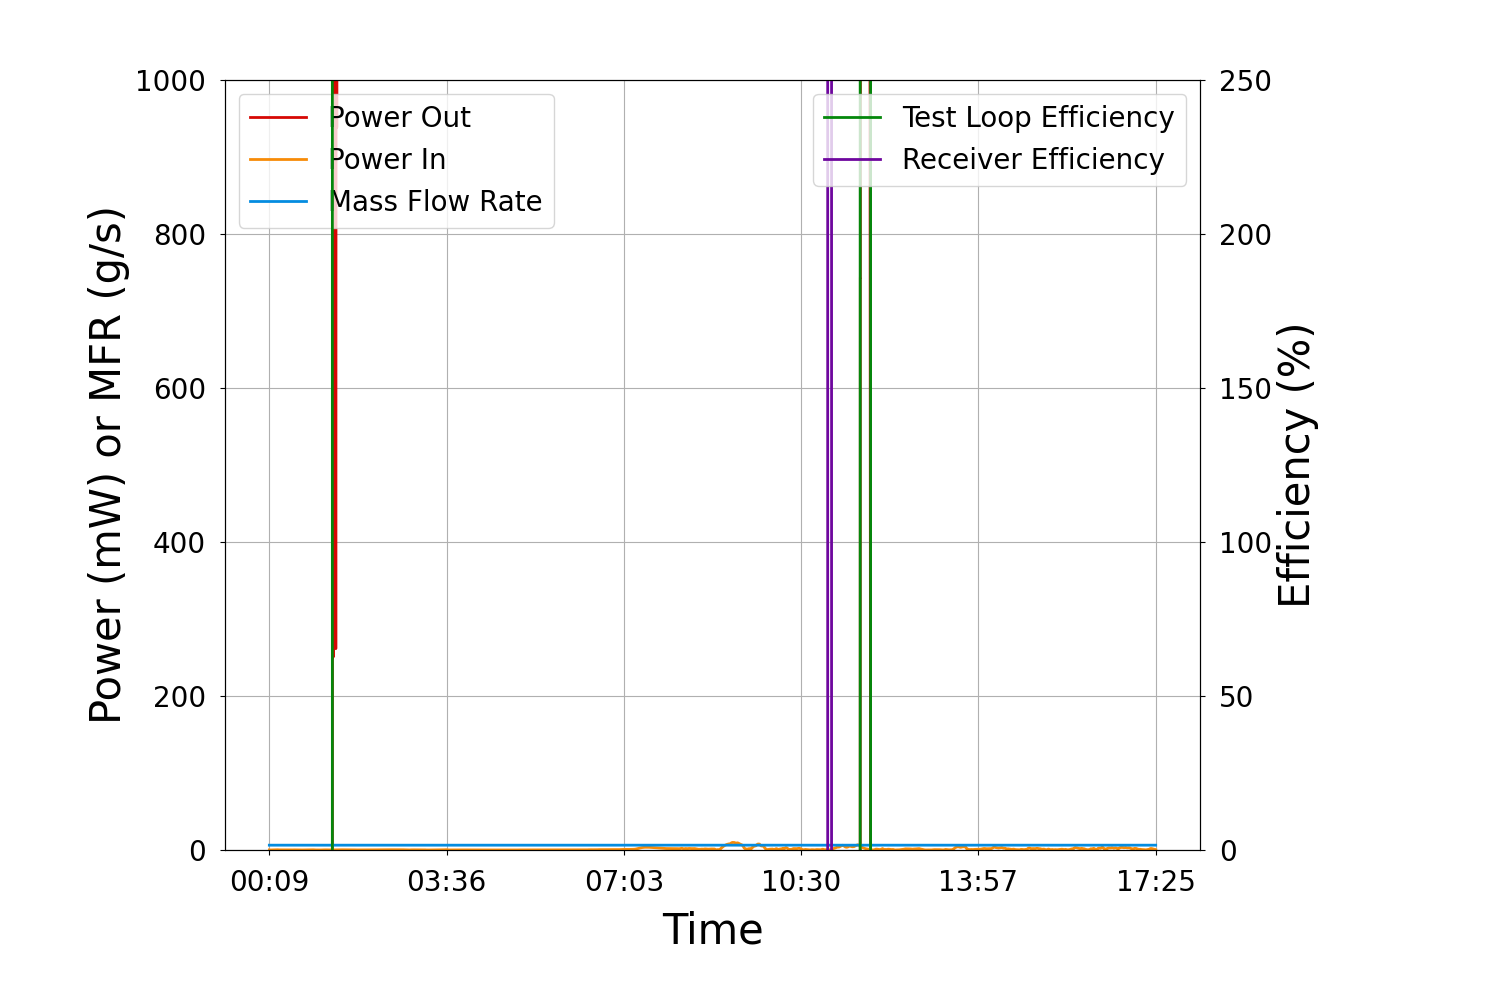 1000
800
600
400
200
0
Power (mW) or MFR (g/s)
Power Out
Power In
Mass Flow Rate
Test Loop Efficiency
Receiver Efficiency
250
200
150
100
50
0
Efficiency (%)
00:09 03:36 07:03 10:30 13:57 17:25
Time